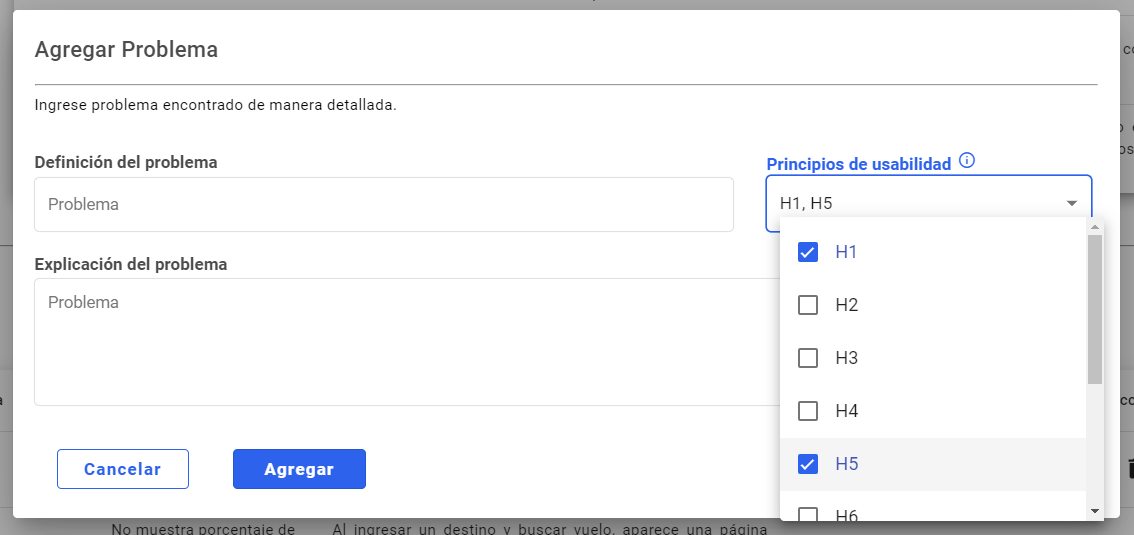 Agregar Problema
Ingrese problema encontrado de manera detallada.
Definición del problema
Principios de usabilidad
Problema
H1, H5
Explicación del problema
Problema
H1
H2
H3
H4
H5
H6
Cancelar
Agregar
No muestra porcentaje de
Al ingresar un destino y buscar vuelo, aparece una página